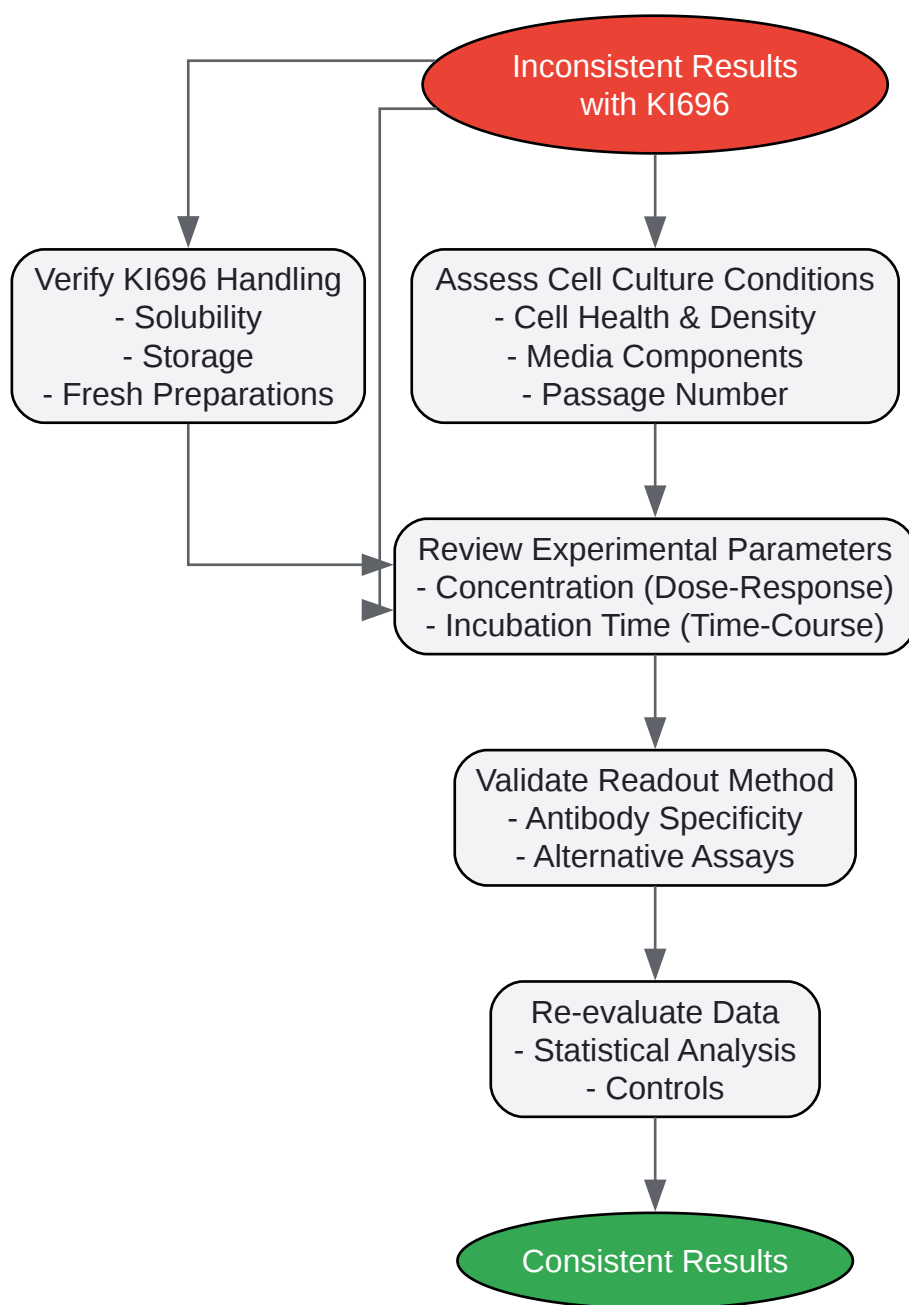 Inconsistent Results
with KI696
Verify KI696 Handling
- Solubility
- Storage
- Fresh Preparations
Assess Cell Culture Conditions
- Cell Health & Density
- Media Components
- Passage Number
Review Experimental Parameters
- Concentration (Dose-Response)
- Incubation Time (Time-Course)
Validate Readout Method
- Antibody Specificity
- Alternative Assays
Re-evaluate Data
- Statistical Analysis
- Controls
Consistent Results